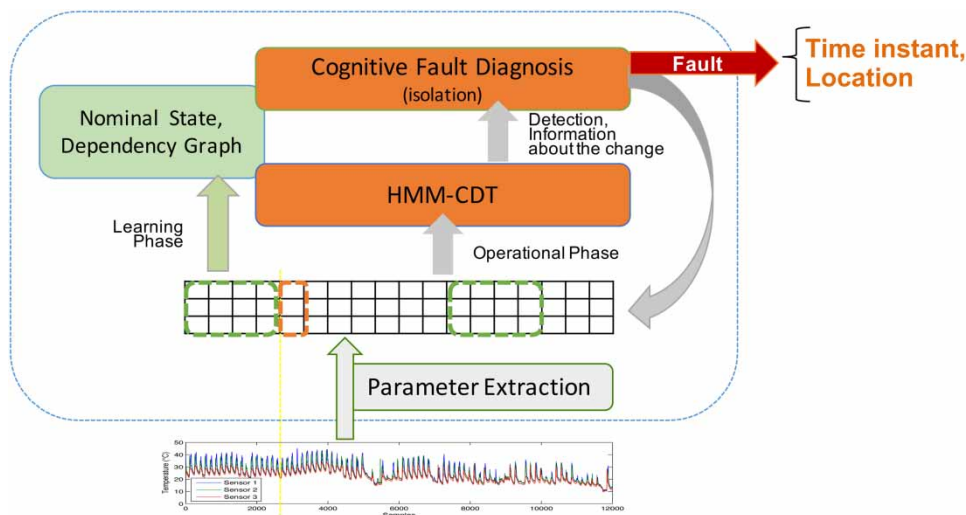 Cognitive Fault Diagnosis
(isolation)
Fault
Time instant,
Location
Nominal State,
Dependency Graph
Detection,
Information
about the change
HMM-CDT
Learning
Phase
Operational Phase
Parameter Extraction
Temperature (°C)
50
40
30
20
10
0
Sensor 1
Sensor 2
Sensor 3
0
2000
4000
6000
8000
10000
12000
Samples